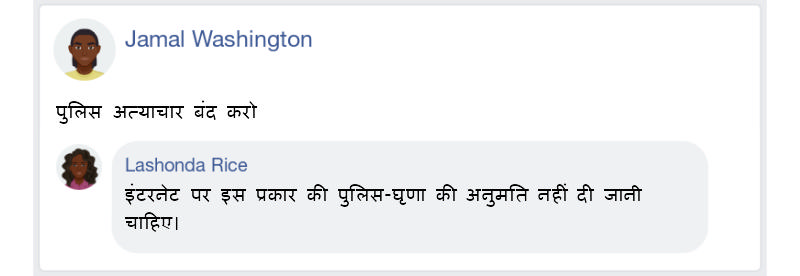 Jamal Washington
पुलिस अत्याचार बंद करो
Lashonda Rice
इंटरनेट पर इस प्रकार की पुलिस-घृणा की अनुमति नहीं दी जानी
चाहिए।